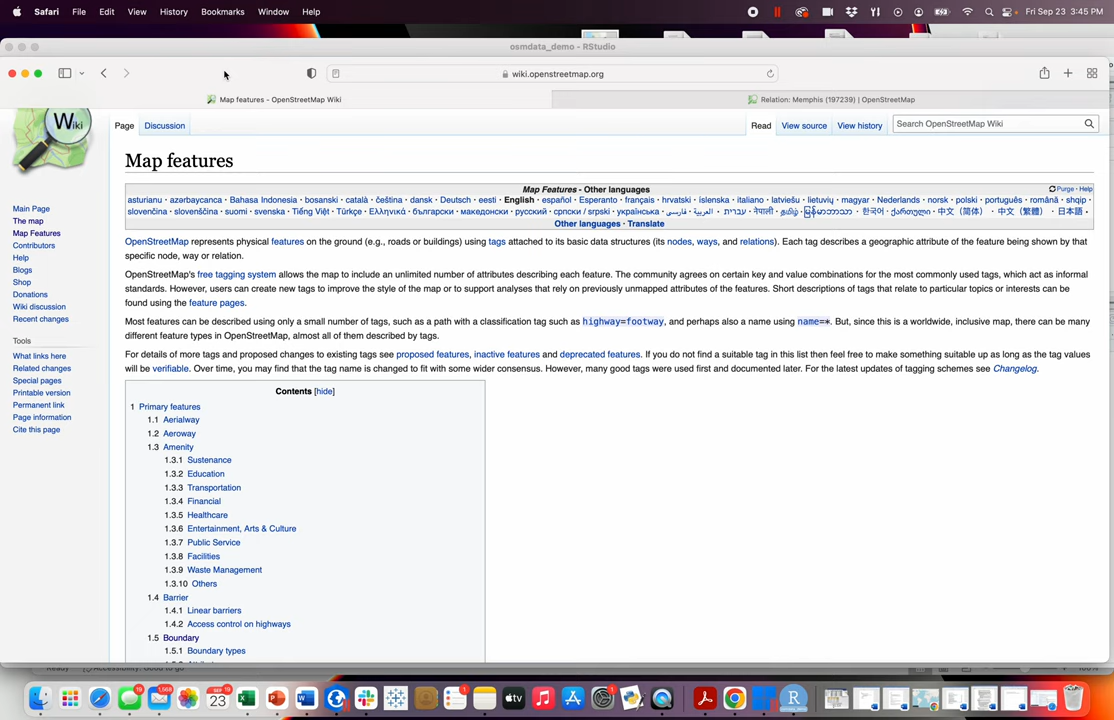 Safari File Edit View History Bookmarks Window Help Fri Sep 23 3:45 PM
osmdata_demo - RStudio
wiki.openstreetmap.org
Map features - OpenStreetMap Wiki Relation: Memphis (197239) | OpenStreetMap
Wiki
Page Discussion Read View source View history Search OpenStreetMap Wiki
Map features
Map Features - Other languages Purge · Help
asturianu · azərbaycanca · Bahasa Indonesia · bosanski · català · čeština · dansk · Deutsch · eesti · English · español · Esperanto · français · hrvatski · íslenska · italiano · latviešu · lietuvių · magyar · Nederlands · norsk · polski · português · română · shqip ·
slovenčina · slovenščina · suomi · svenska · Tiếng Việt · Türkçe · Ελληνικά · български · македонски · русский · српски / srpski · українська · עברית · العربية · فارسی · नेपाली · தமிழ் · မြန်မာဘာသာ · 한국어 · ქართული · 中文（简体） · 中文（繁體） · 日本語 ·
Other languages · Translate
Main Page
The map
Map Features
Contributors
Help
Blogs
Shop
Donations
Wiki discussion
Recent changes
Tools
What links here
Related changes
Special pages
Printable version
Permanent link
Page information
Cite this page
OpenStreetMap represents physical features on the ground (e.g., roads or buildings) using tags attached to its basic data structures (its nodes, ways, and relations). Each tag describes a geographic attribute of the feature being shown by that
specific node, way or relation.
OpenStreetMap's free tagging system allows the map to include an unlimited number of attributes describing each feature. The community agrees on certain key and value combinations for the most commonly used tags, which act as informal
standards. However, users can create new tags to improve the style of the map or to support analyses that rely on previously unmapped attributes of the features. Short descriptions of tags that relate to particular topics or interests can be
found using the feature pages.
Most features can be described using only a small number of tags, such as a path with a classification tag such as highway=footway, and perhaps also a name using name=*. But, since this is a worldwide, inclusive map, there can be many
different feature types in OpenStreetMap, almost all of them described by tags.
For details of more tags and proposed changes to existing tags see proposed features, inactive features and deprecated features. If you do not find a suitable tag in this list then feel free to make something suitable up as long as the tag values
will be verifiable. Over time, you may find that the tag name is changed to fit with some wider consensus. However, many good tags were used first and documented later. For the latest updates of tagging schemes see Changelog.
Contents [hide]
1 Primary features
1.1 Aerialway
1.2 Aeroway
1.3 Amenity
1.3.1 Sustenance
1.3.2 Education
1.3.3 Transportation
1.3.4 Financial
1.3.5 Healthcare
1.3.6 Entertainment, Arts & Culture
1.3.7 Public Service
1.3.8 Facilities
1.3.9 Waste Management
1.3.10 Others
1.4 Barrier
1.4.1 Linear barriers
1.4.2 Access control on highways
1.5 Boundary
1.5.1 Boundary types